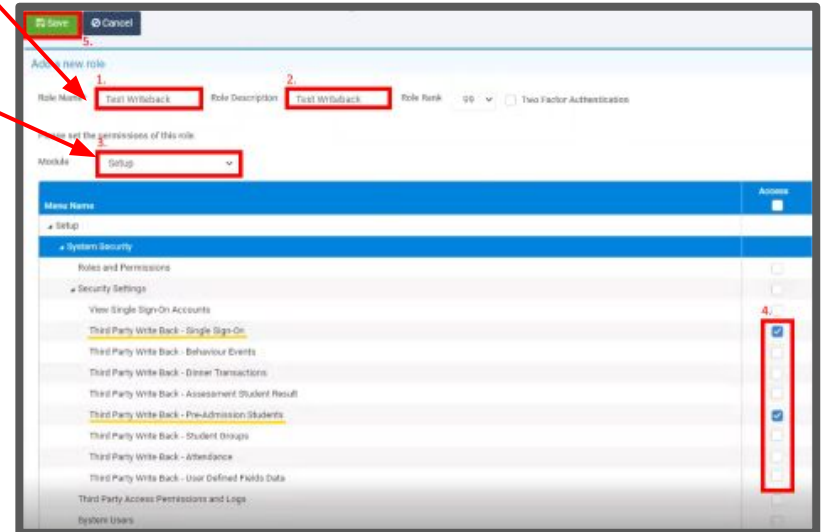 Save Cancel
5.
Add a new role
1. 2.
Role Name Test Writeback Role Description Test Writeback Role Rank 99 Two Factor Authentication
Please set the permissions of this role
3.
Module Setup
Menu Name Access
Setup
System Security
Roles and Permissions
Security Settings
View Single Sign-On Accounts
4.
Third Party Write Back - Single Sign-On
Third Party Write Back - Behaviour Events
Third Party Write Back - Dinner Transactions
Third Party Write Back - Assessment Student Result
Third Party Write Back - Pre-Admission Students
Third Party Write Back - Student Groups
Third Party Write Back - Attendance
Third Party Write Back - User Defined Fields Data
Third Party Access Permissions and Logs
System Users